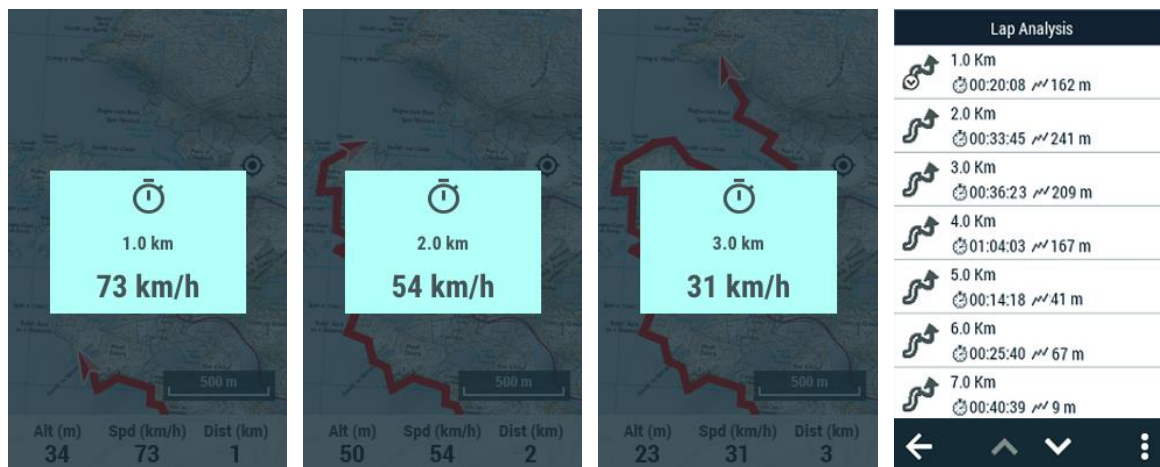 1.0 km
73 km/h
500 m
Alt (m) Spd (km/h) Dist (km)
34 73 1
2.0 km
54 km/h
500 m
Alt (m) Spd (km/h) Dist (km)
50 54 2
3.0 km
31 km/h
500 m
Alt (m) Spd (km/h) Dist (km)
23 31 3
Lap Analysis
1.0 Km
00:20:08 162 m
2.0 Km
00:33:45 241 m
3.0 Km
00:36:23 209 m
4.0 Km
01:04:03 167 m
5.0 Km
00:14:18 41 m
6.0 Km
00:25:40 67 m
7.0 Km
00:40:39 9 m